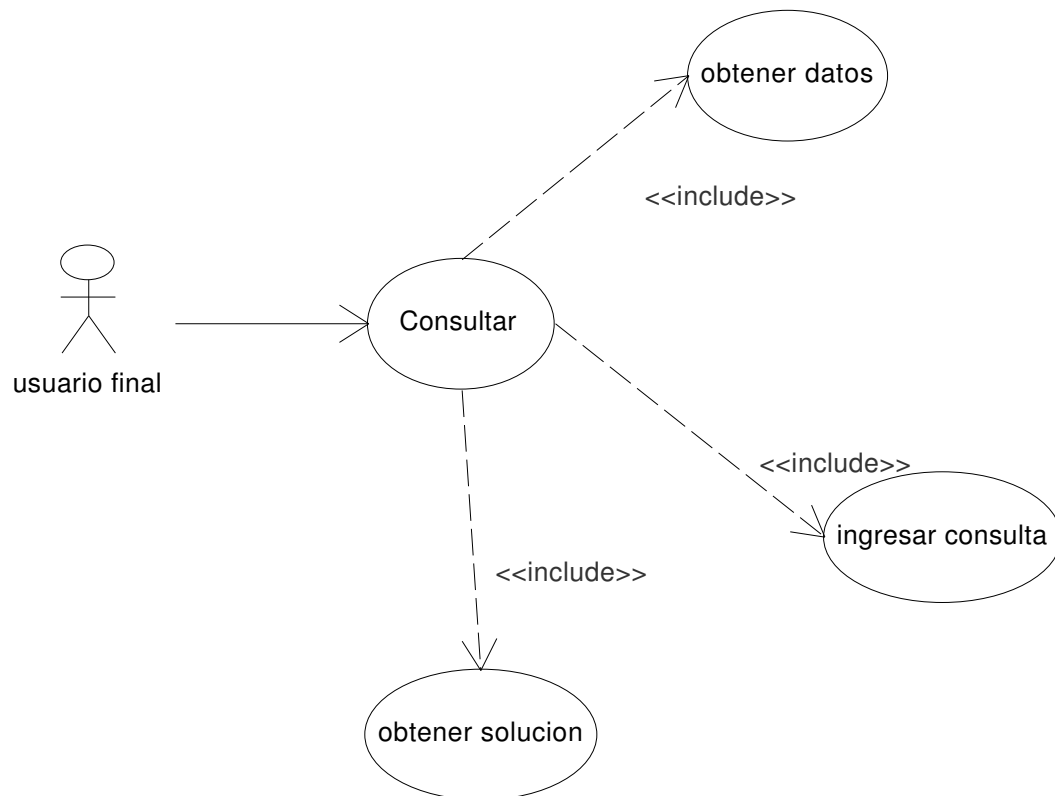 obtener datos
<<include>>
Consultar
usuario final
<<include>>
ingresar consulta
<<include>>
obtener solucion